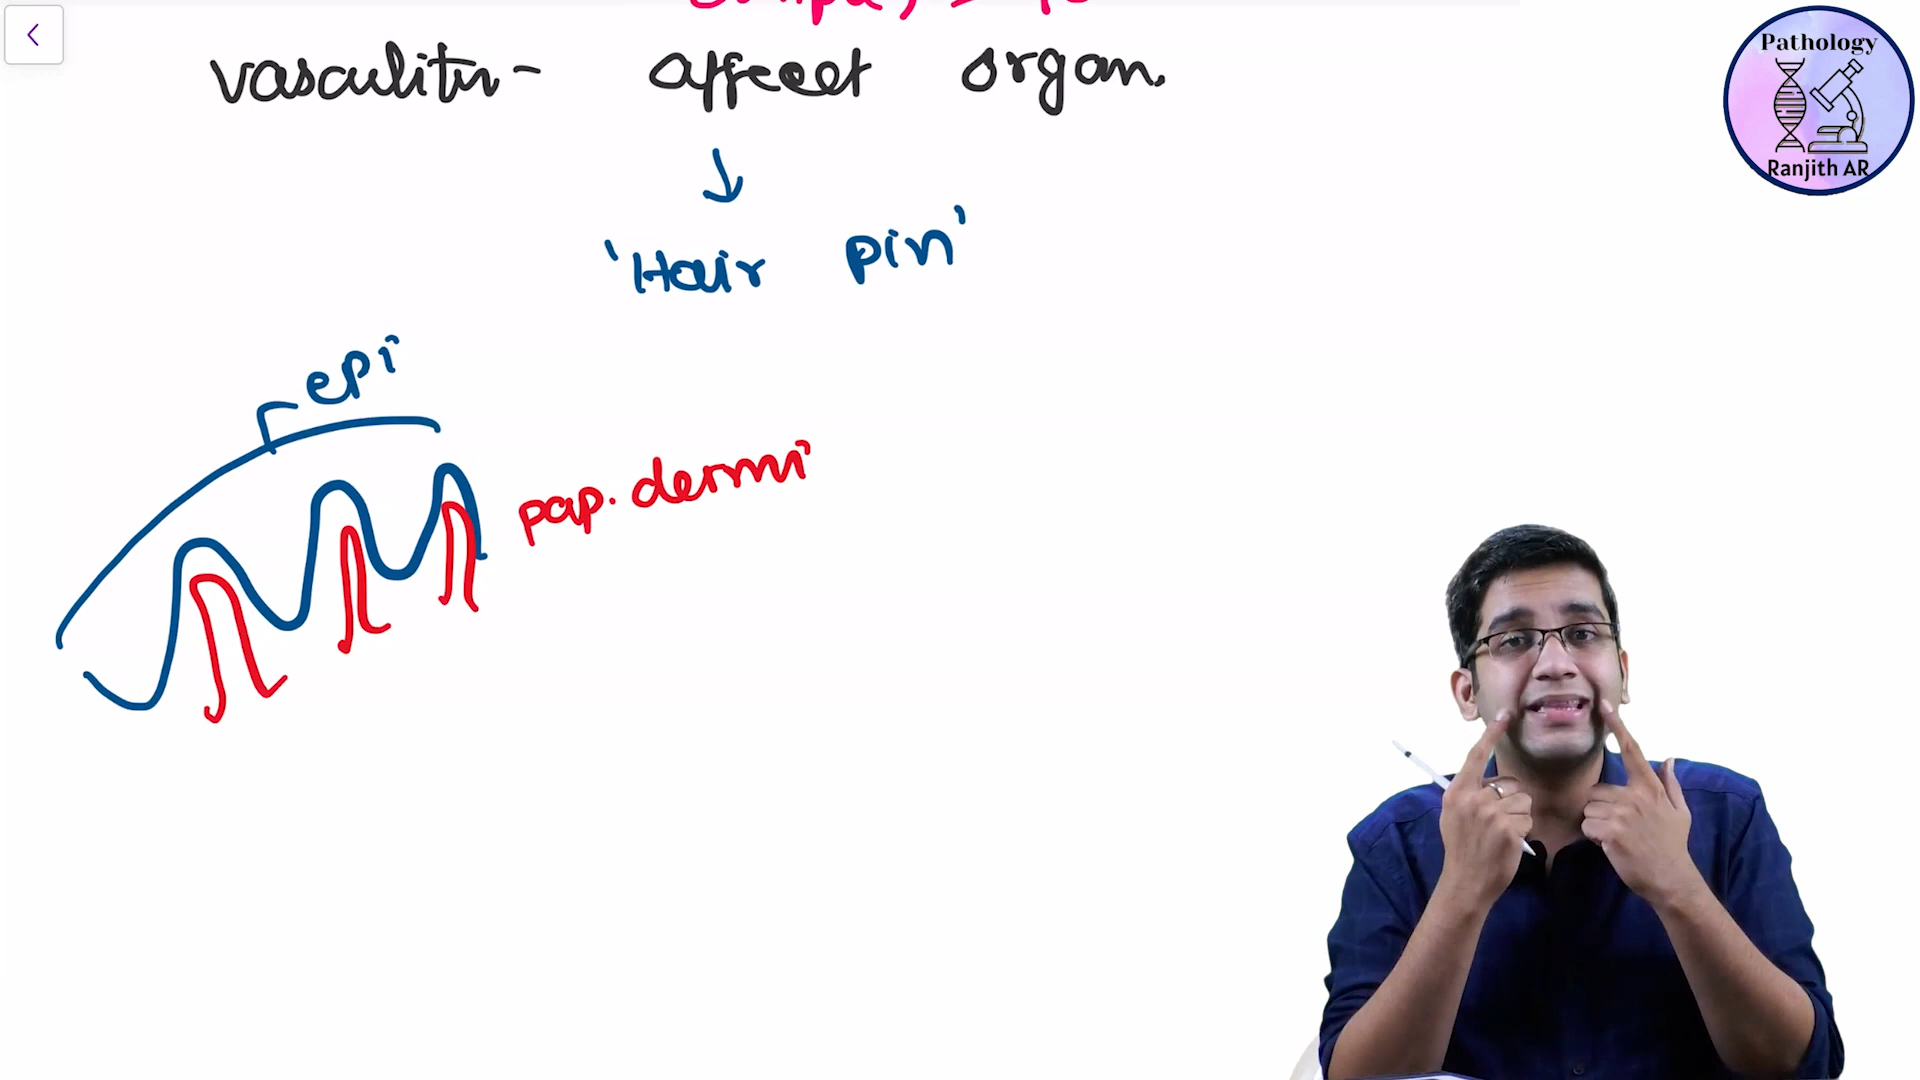 vasculitis - affect organ.
'Hair pin'
epi
pap. dermis
Pathology
Ranjith AR